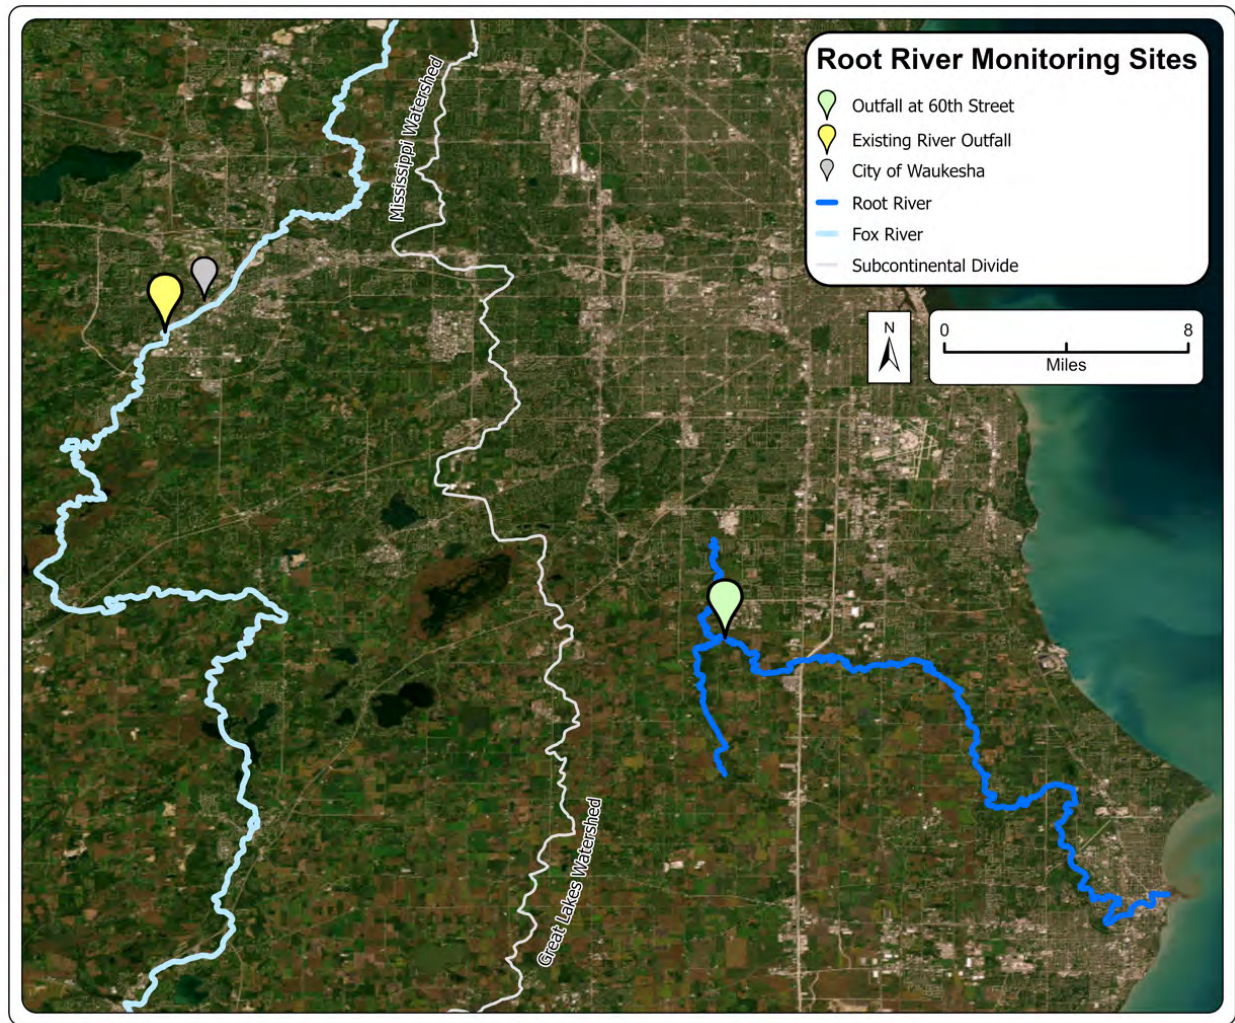 Root River Monitoring Sites
Outfall at 60th Street
Existing River Outfall
City of Waukesha
Root River
Fox River
Subcontinental Divide
N
0 8
Miles
Mississippi Watershed
Great Lakes Watershed